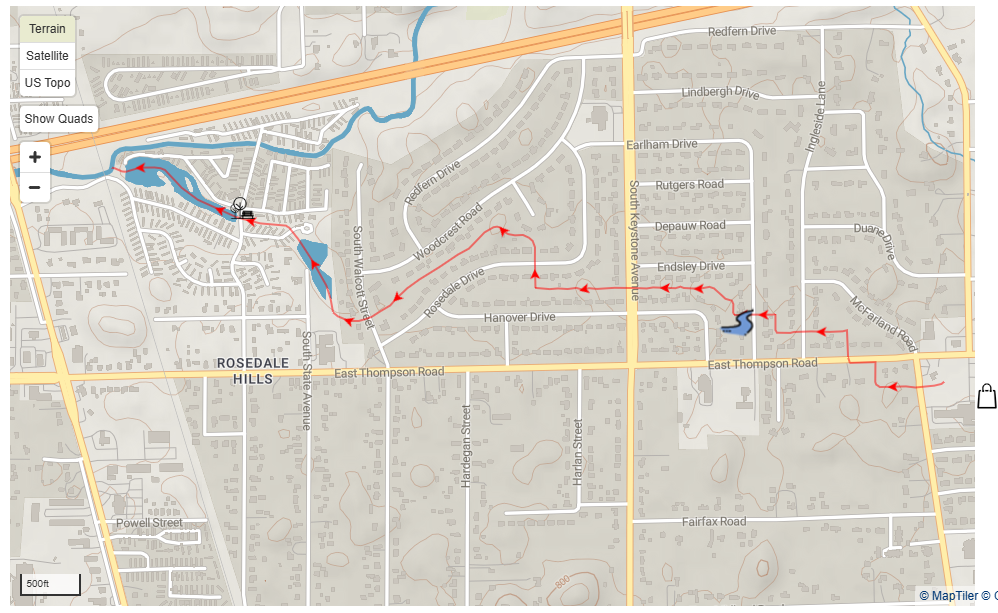 Terrain
Satellite
US Topo
Show Quads
+
−
Redfern Drive
Lindbergh Drive
Ingleside Lane
Earlham Drive
Redfern Drive
Rutgers Road
South Keystone Avenue
Woodcrest Road
Depauw Road
Duane Drive
South Walcott Street
Rosedale Drive
Endsley Drive
McFarland Road
Hanover Drive
ROSEDALE
HILLS
South State Avenue
East Thompson Road
East Thompson Road
Hardegan Street
Harlan Street
Powell Street
Fairfax Road
800
500ft
© MapTiler ©